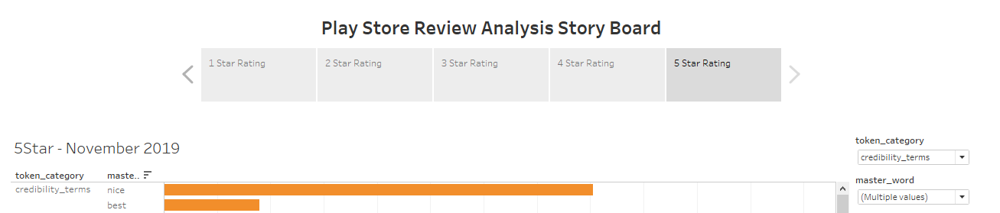 Play Store Review Analysis Story Board
1 Star Rating
2 Star Rating
3 Star Rating
4 Star Rating
5 Star Rating
5Star - November 2019
token_category
credibility_terms
master_word
(Multiple values)
token_category maste..
credibility_terms nice
best